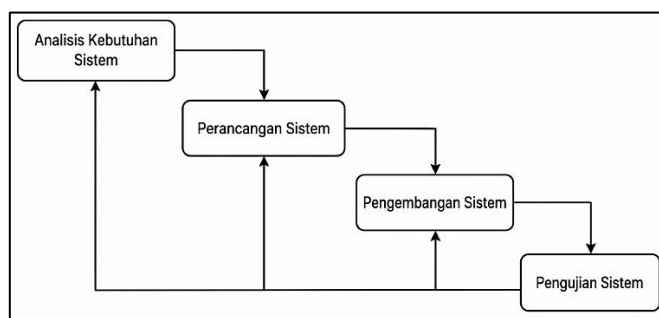 Analisis Kebutuhan
Sistem
Perancangan Sistem
Pengembangan Sistem
Pengujian Sistem